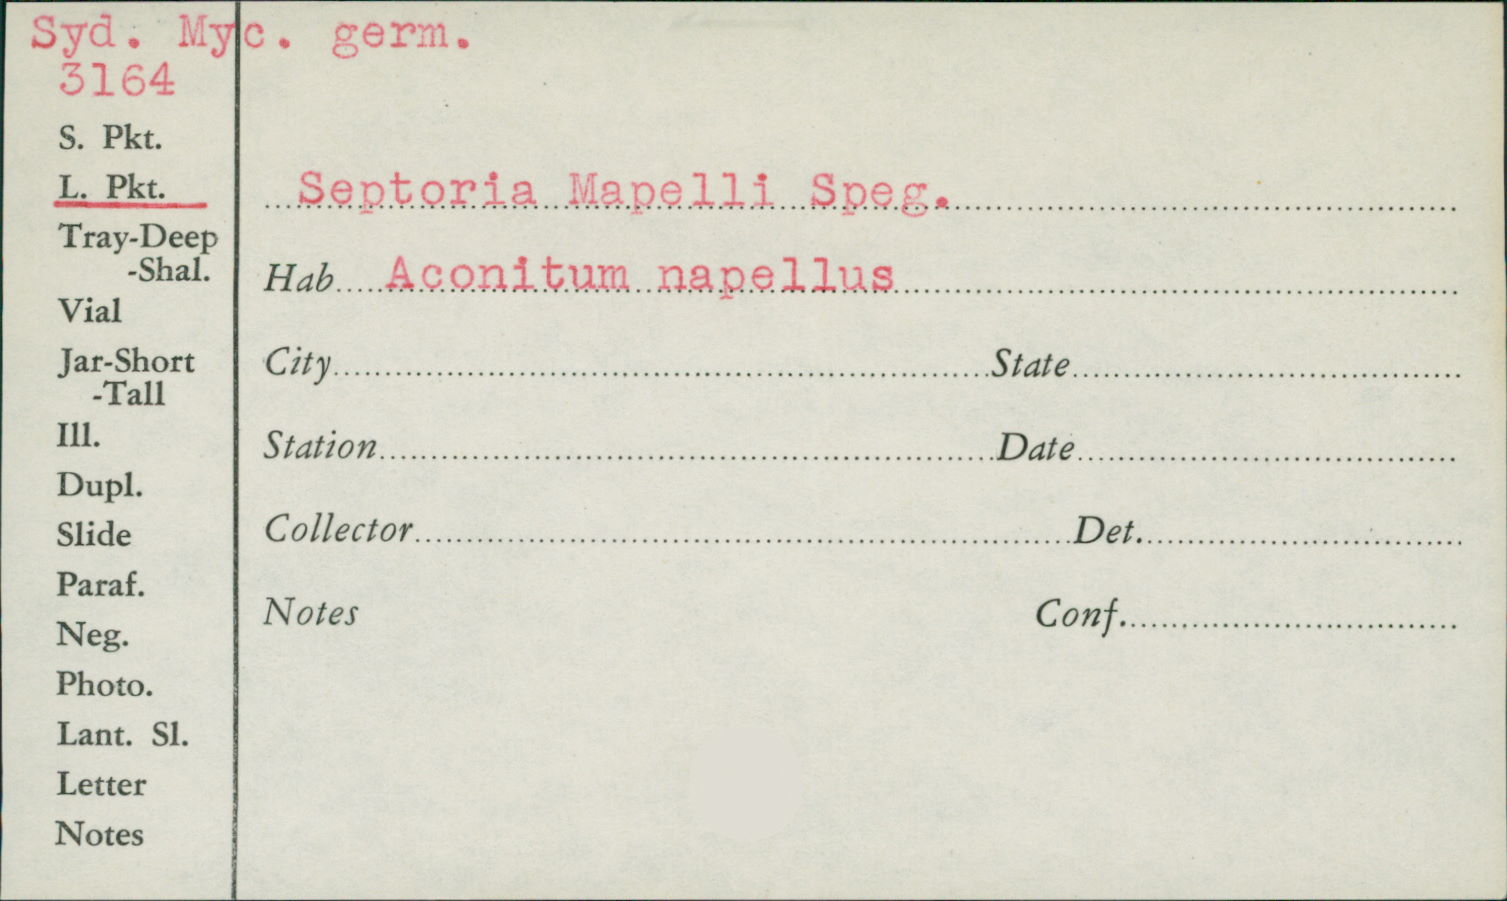 Syd. Myc. germ.
3164
S. Pkt.
L. Pkt.
Tray-Deep
-Shal.
Vial
Jar-Short
-Tall
Ill.
Dupl.
Slide
Paraf.
Neg.
Photo.
Lant. Sl.
Letter
Notes
Septoria Mapelli Speg.
Hab Aconitum napellus
City State
Station Date
Collector Det.
Notes Conf.